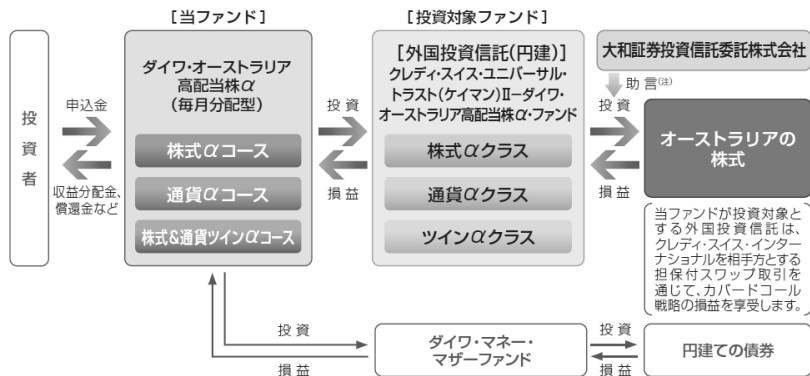 ［当ファンド］
［投資対象ファンド］
投資者
申込金
収益分配金、
償還金など
ダイワ・オーストラリア
高配当株α
（毎月分配型）
株式αコース
通貨αコース
株式&通貨ツインαコース
投資
損益
［外国投資信託（円建）］
クレディ・スイス・ユニバーサル・
トラスト（ケイマン）Ⅱ－ダイワ・
オーストラリア高配当株α・ファンド
株式αクラス
通貨αクラス
ツインαクラス
投資
損益
大和証券投資信託委託株式会社
助言（注）
オーストラリアの
株式
当ファンドが投資対象と
する外国投資信託は、
クレディ・スイス・インター
ナショナルを相手方とする
担保付スワップ取引を
通じて、カバードコール
戦略の損益を享受します。
投資
損益
ダイワ・マネー・
マザーファンド
投資
損益
円建ての債券